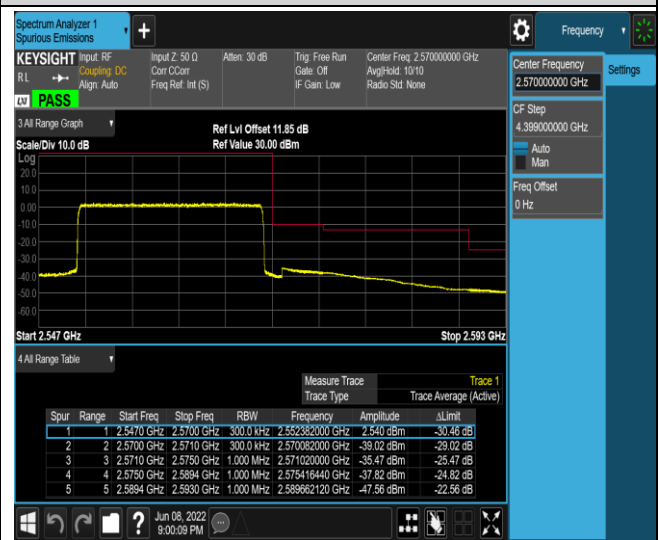 Spectrum Analyzer 1
Spurious Emissions
Frequency
KEYSIGHT Input: RF Input Z: 50 Ω Atten: 30 dB Trig: Free Run Center Freq: 2.570000000 GHz
RL Coupling: DC Corr CCorr Gate: Off Avg|Hold: 10/10
Align: Auto Freq Ref: Int (S) IF Gain: Low Radio Std: None
PASS
Center Frequency
2.570000000 GHz
Settings
CF Step
4.399000000 GHz
Auto
Man
Freq Offset
0 Hz
3 All Range Graph
Ref Lvl Offset 11.85 dB
Scale/Div 10.0 dB Ref Value 30.00 dBm
Log
20.0
10.0
0.00
-10.0
-20.0
-30.0
-40.0
-50.0
-60.0
Start 2.547 GHz Stop 2.593 GHz
4 All Range Table
Measure Trace Trace 1
Trace Type Trace Average (Active)
Spur Range Start Freq Stop Freq RBW Frequency Amplitude ΔLimit
1 1 2.5470 GHz 2.5700 GHz 300.0 kHz 2.552382000 GHz 2.540 dBm -30.46 dB
2 2 2.5700 GHz 2.5710 GHz 300.0 kHz 2.570082000 GHz -39.02 dBm -29.02 dB
3 3 2.5710 GHz 2.5750 GHz 1.000 MHz 2.571020000 GHz -35.47 dBm -25.47 dB
4 4 2.5750 GHz 2.5894 GHz 1.000 MHz 2.575416440 GHz -37.82 dBm -24.82 dB
5 5 2.5894 GHz 2.5930 GHz 1.000 MHz 2.589662120 GHz -47.56 dBm -22.56 dB
Jun 08, 2022
9:00:09 PM